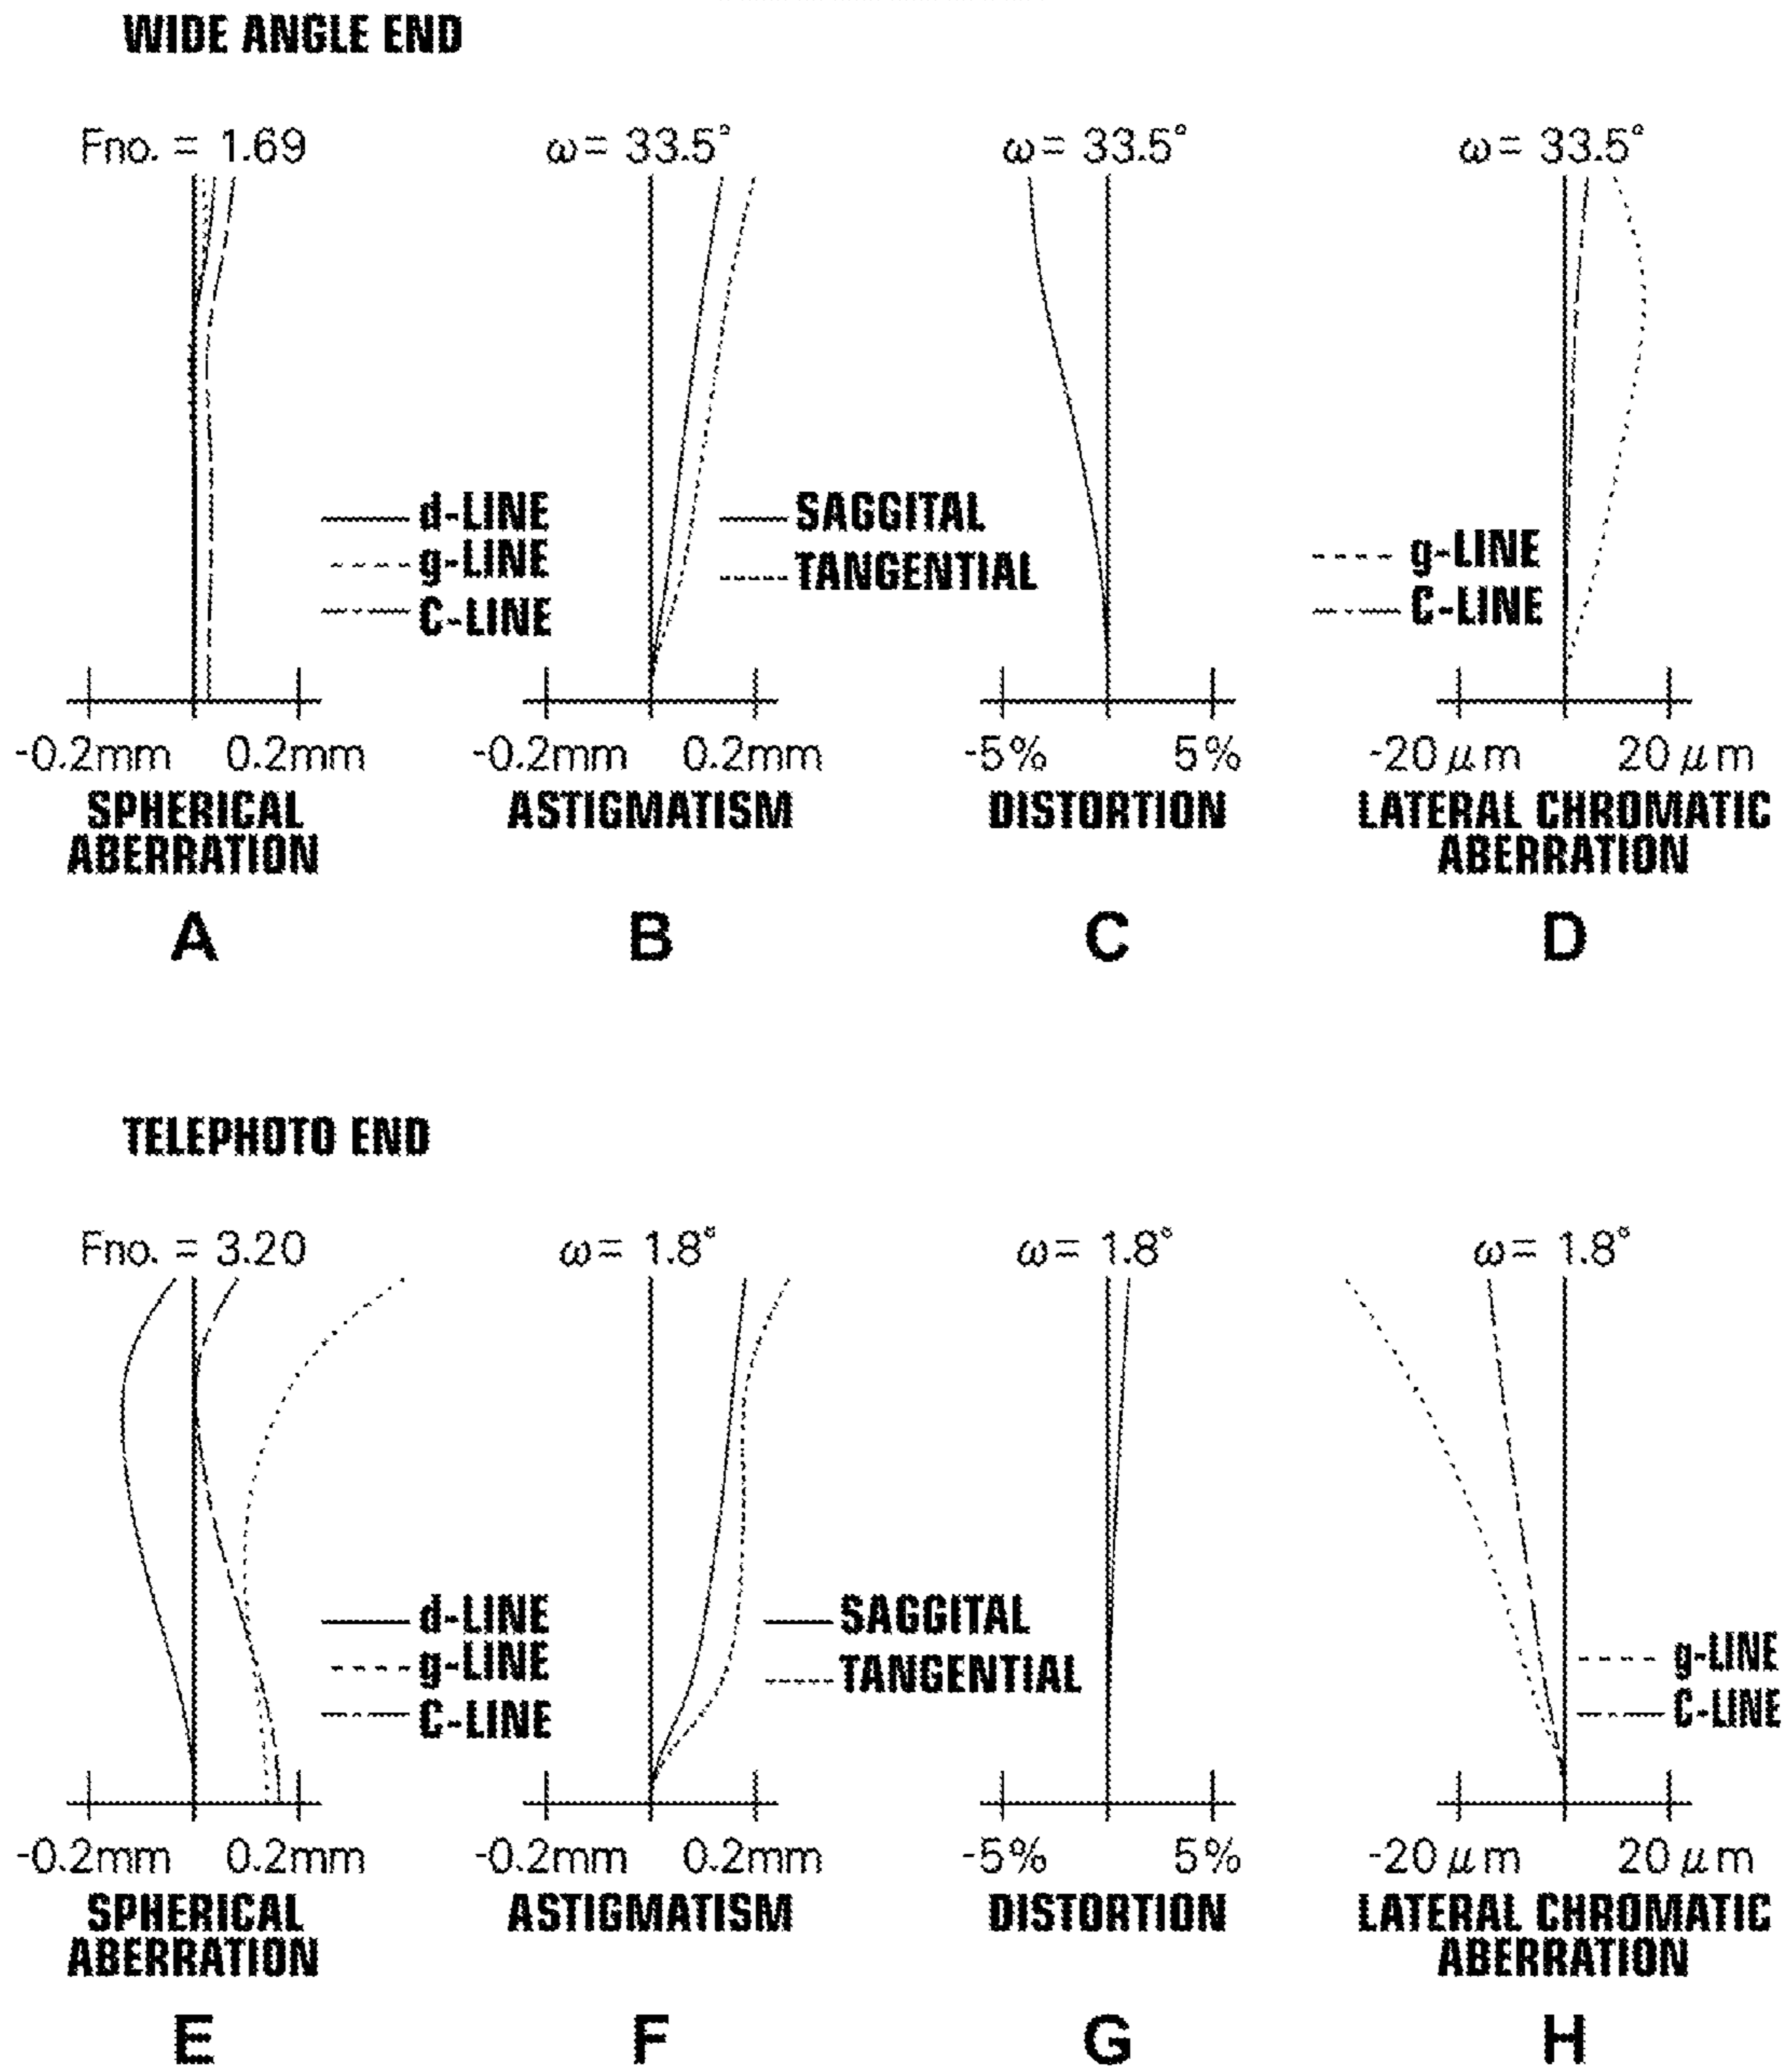 WIDE ANGLE END
Fno. = 1.69
ω = 33.5°
ω = 33.5°
ω = 33.5°
d-LINE
g-LINE
C-LINE
SAGGITAL
TANGENTIAL
g-LINE
C-LINE
-0.2mm 0.2mm
-0.2mm 0.2mm
-5% 5%
-20μm 20μm
SPHERICAL
ABERRATION
ASTIGMATISM
DISTORTION
LATERAL CHROMATIC
ABERRATION
A
B
C
D
TELEPHOTO END
Fno. = 3.20
ω = 1.8°
ω = 1.8°
ω = 1.8°
d-LINE
g-LINE
C-LINE
SAGGITAL
TANGENTIAL
g-LINE
C-LINE
-0.2mm 0.2mm
-0.2mm 0.2mm
-5% 5%
-20μm 20μm
SPHERICAL
ABERRATION
ASTIGMATISM
DISTORTION
LATERAL CHROMATIC
ABERRATION
E
F
G
H